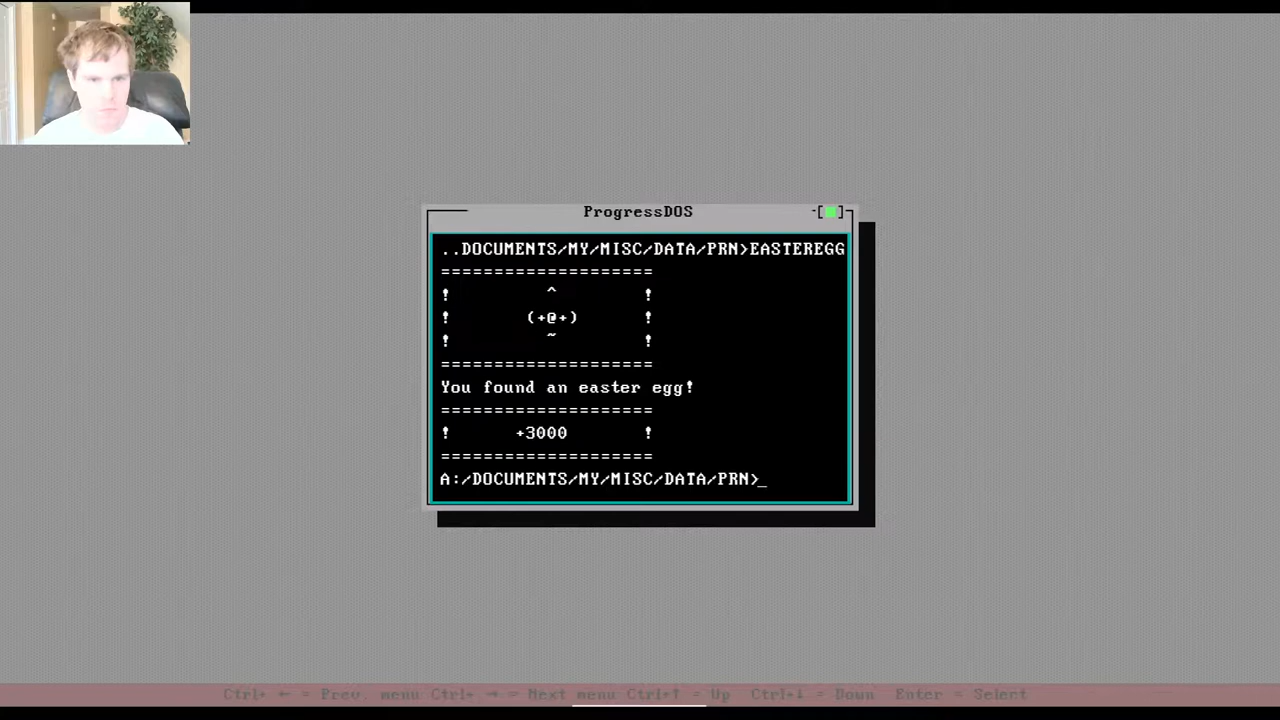 ProgressDOS
..DOCUMENTS/MY/MISC/DATA/PRN>EASTEREGG
====================
! ^ !
! (+@+) !
! ~ !
====================
You found an easter egg!
====================
! +3000 !
====================
A:/DOCUMENTS/MY/MISC/DATA/PRN>_
Ctrl+ ← = Prev. menu Ctrl+ → = Next menu Ctrl+↑ = Up Ctrl+↓ = Down Enter = Select